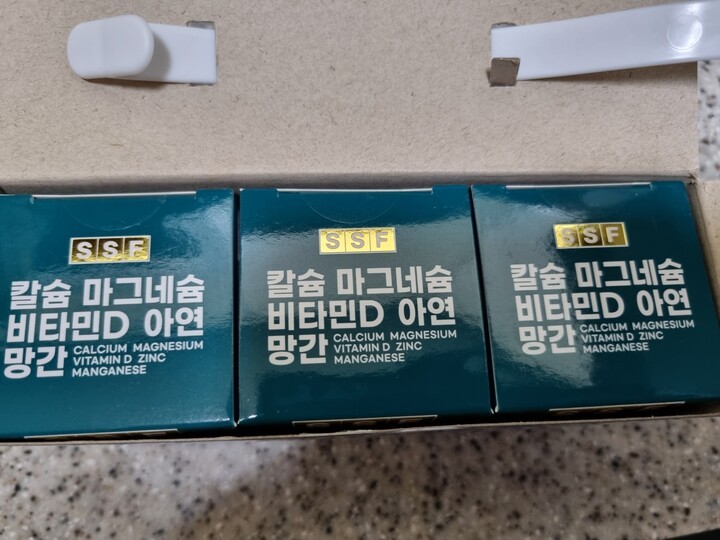 SSF
칼슘 마그네슘
비타민D 아연
망간
CALCIUM MAGNESIUM
VITAMIN D ZINC
MANGANESE
SSF
칼슘 마그네슘
비타민D 아연
망간
CALCIUM MAGNESIUM
VITAMIN D ZINC
MANGANESE
SSF
칼슘 마그네슘
비타민D 아연
망간
CALCIUM MAGNESIUM
VITAMIN D ZINC
MANGANESE